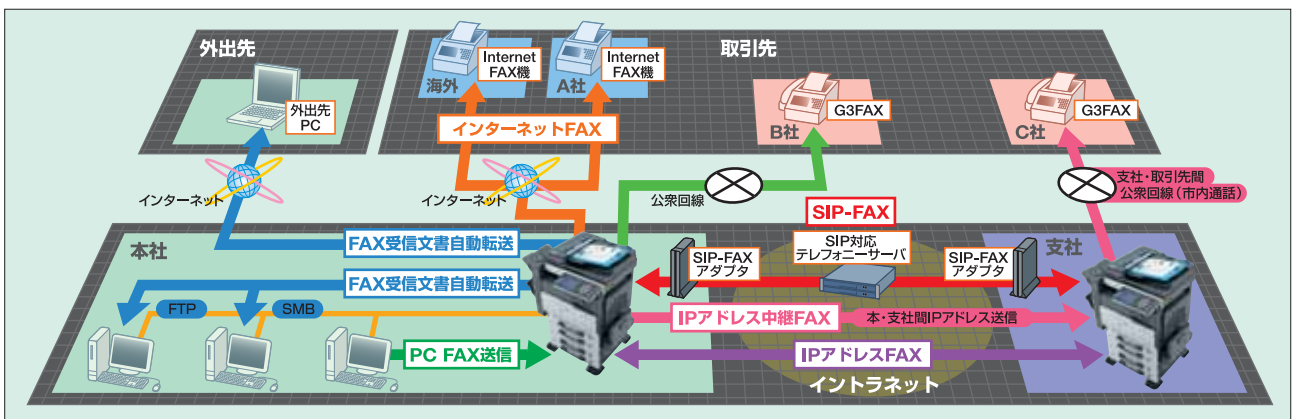 外出先
取引先
Internet
FAX機
海外
Internet
FAX機
A社
外出先
PC
G3FAX
B社
G3FAX
C社
インターネットFAX
インターネット
インターネット
公衆回線
支社・取引先間
公衆回線（市内通話）
SIP-FAX
本社
FAX受信文書自動転送
SIP-FAX
アダプタ
SIP対応
テレフォニーサーバ
SIP-FAX
アダプタ
支社
FAX受信文書自動転送
FTP
SMB
IPアドレス中継FAX
本・支社間IPアドレス送信
PC FAX送信
IPアドレスFAX
イントラネット